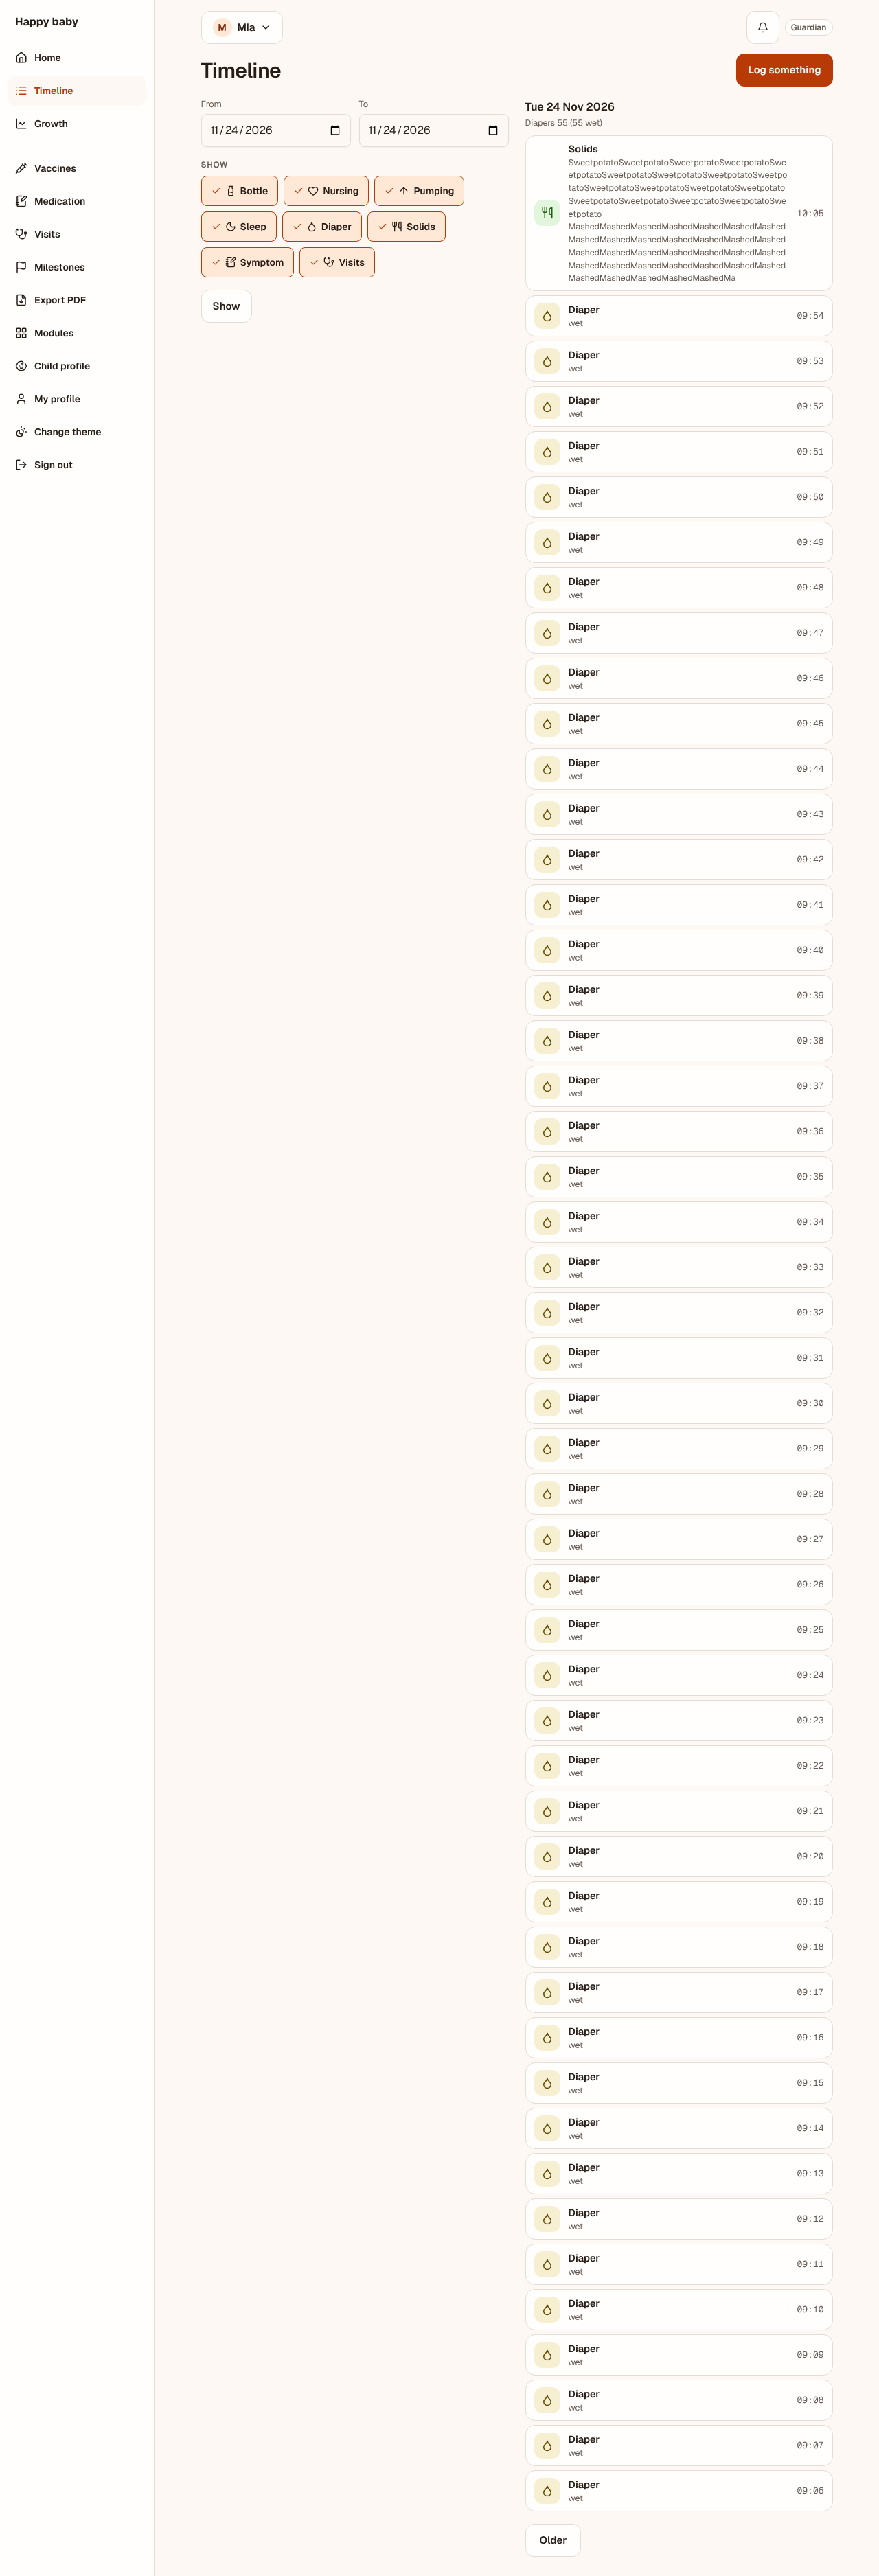 Happy baby
Home
Timeline
Growth
Vaccines
Medication
Visits
Milestones
Export PDF
Modules
Child profile
My profile
Change theme
Sign out
M Mia
Guardian
Timeline
Log something
From
To
11/24/2026
11/24/2026
SHOW
Bottle
Nursing
Pumping
Sleep
Diaper
Solids
Symptom
Visits
Show
Tue 24 Nov 2026
Diapers 55 (55 wet)
Solids
SweetpotatoSweetpotatoSweetpotatoSweetpotatoSwe
etpotatoSweetpotatoSweetpotatoSweetpotatoSweetpo
tatoSweetpotatoSweetpotatoSweetpotatoSweetpotato
SweetpotatoSweetpotatoSweetpotatoSweetpotatoSwe
etpotato
10:05
MashedMashedMashedMashedMashedMashedMashed
MashedMashedMashedMashedMashedMashedMashed
MashedMashedMashedMashedMashedMashedMashed
MashedMashedMashedMashedMashedMashedMashed
MashedMashedMashedMashedMashedMa
Diaper
wet
09:54
Diaper
wet
09:53
Diaper
wet
09:52
Diaper
wet
09:51
Diaper
wet
09:50
Diaper
wet
09:49
Diaper
wet
09:48
Diaper
wet
09:47
Diaper
wet
09:46
Diaper
wet
09:45
Diaper
wet
09:44
Diaper
wet
09:43
Diaper
wet
09:42
Diaper
wet
09:41
Diaper
wet
09:40
Diaper
wet
09:39
Diaper
wet
09:38
Diaper
wet
09:37
Diaper
wet
09:36
Diaper
wet
09:35
Diaper
wet
09:34
Diaper
wet
09:33
Diaper
wet
09:32
Diaper
wet
09:31
Diaper
wet
09:30
Diaper
wet
09:29
Diaper
wet
09:28
Diaper
wet
09:27
Diaper
wet
09:26
Diaper
wet
09:25
Diaper
wet
09:24
Diaper
wet
09:23
Diaper
wet
09:22
Diaper
wet
09:21
Diaper
wet
09:20
Diaper
wet
09:19
Diaper
wet
09:18
Diaper
wet
09:17
Diaper
wet
09:16
Diaper
wet
09:15
Diaper
wet
09:14
Diaper
wet
09:13
Diaper
wet
09:12
Diaper
wet
09:11
Diaper
wet
09:10
Diaper
wet
09:09
Diaper
wet
09:08
Diaper
wet
09:07
Diaper
wet
09:06
Older